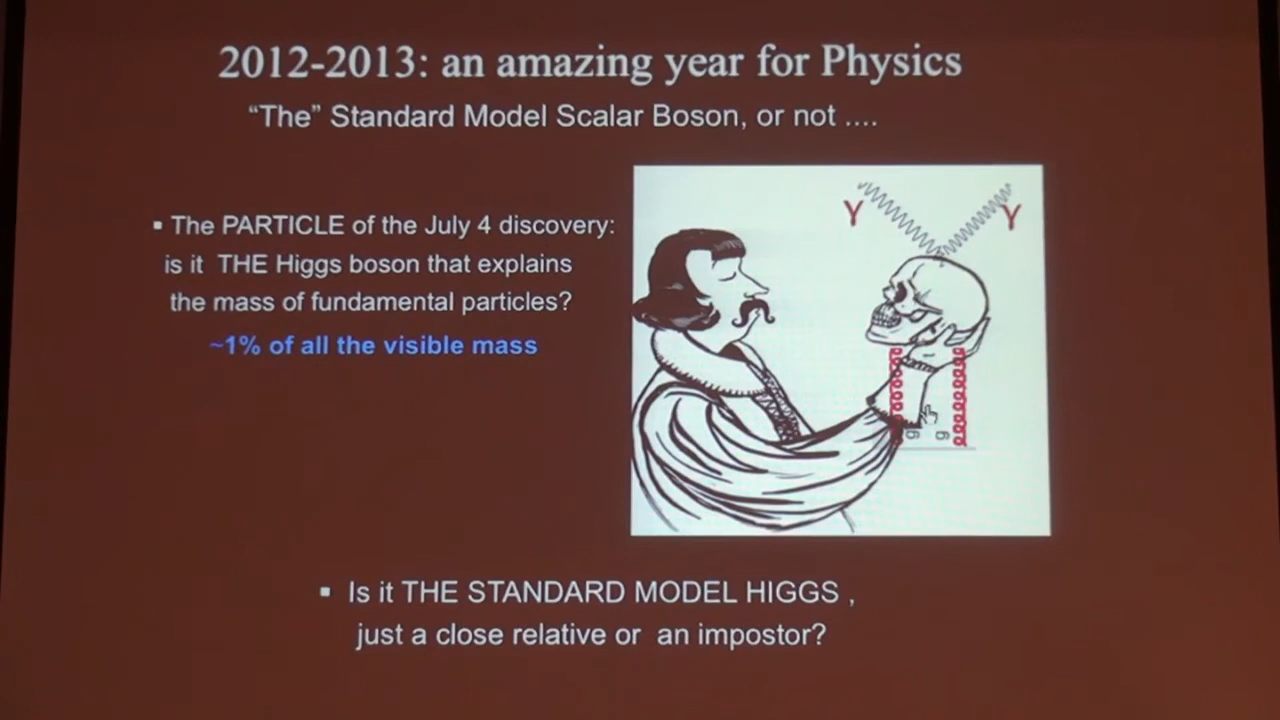 2012-2013: an amazing year for Physics
“The” Standard Model Scalar Boson, or not ....
▪ The PARTICLE of the July 4 discovery:
is it THE Higgs boson that explains
the mass of fundamental particles?
~1% of all the visible mass
γ γ
g g
▪ Is it THE STANDARD MODEL HIGGS ,
just a close relative or an impostor?